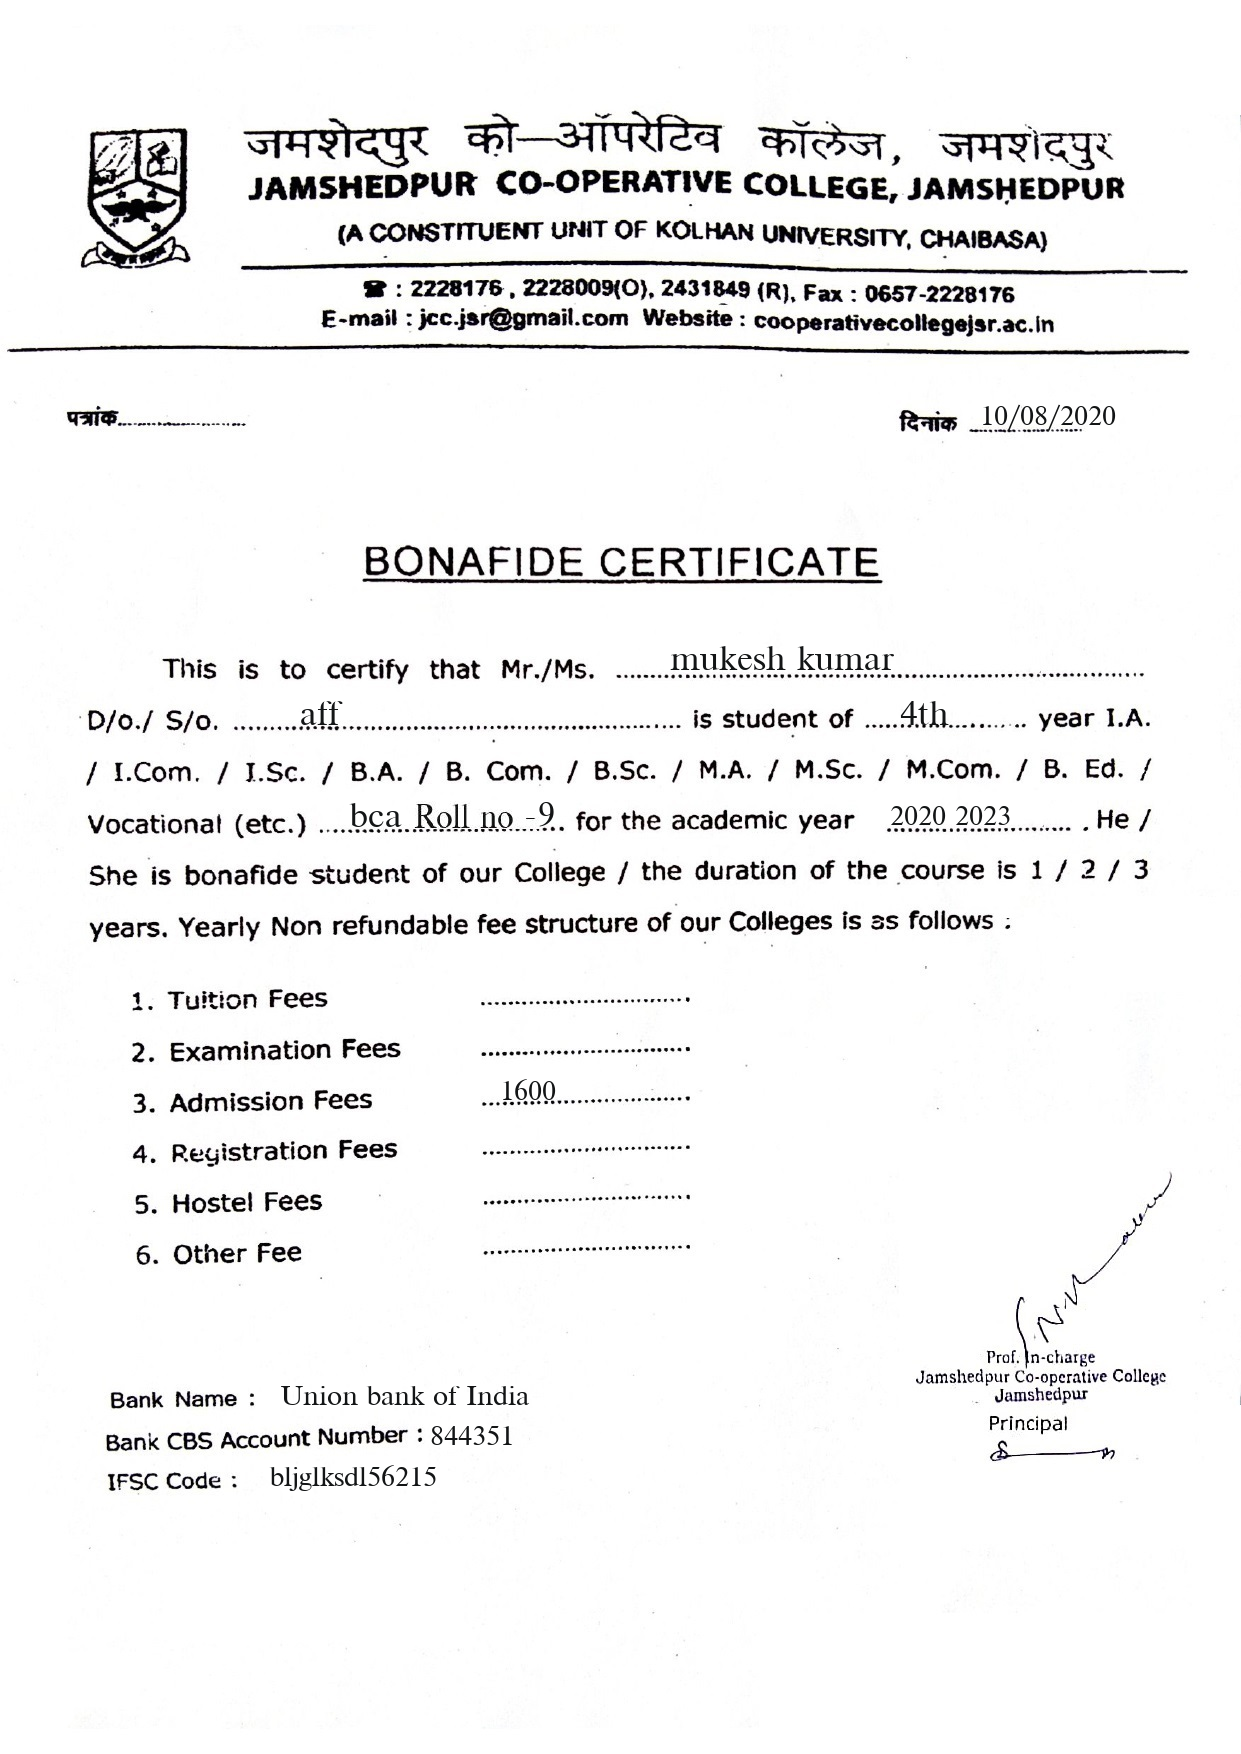 जमशेदपुर को-ऑपरेटिव कॉलेज, जमशेदपुर
JAMSHEDPUR CO-OPERATIVE COLLEGE, JAMSHEDPUR
(A CONSTITUENT UNIT OF KOLHAN UNIVERSITY, CHAIBASA)
☎ : 2228176, 2228009(O), 2431849 (R), Fax : 0657-2228176
E-mail : jcc.jsr@gmail.com Website : cooperativecollegejsr.ac.in
पत्रांक.................... दिनांक 10/08/2020
BONAFIDE CERTIFICATE
This is to certify that Mr./Ms. mukesh kumar
D/o./ S/o. aff is student of 4th year I.A.
/ I.Com. / I.Sc. / B.A. / B. Com. / B.Sc. / M.A. / M.Sc. / M.Com. / B. Ed. /
Vocational (etc.) bca Roll no -9 for the academic year 2020 2023 . He /
She is bonafide student of our College / the duration of the course is 1 / 2 / 3
years. Yearly Non refundable fee structure of our Colleges is as follows :
1. Tuition Fees ....................
2. Examination Fees ....................
3. Admission Fees 1600
4. Registration Fees ....................
5. Hostel Fees ....................
6. Other Fee ....................
Prof. In-charge
Jamshedpur Co-operative College
Jamshedpur
Principal
Bank Name : Union bank of India
Bank CBS Account Number : 844351
IFSC Code : bljglksdl56215